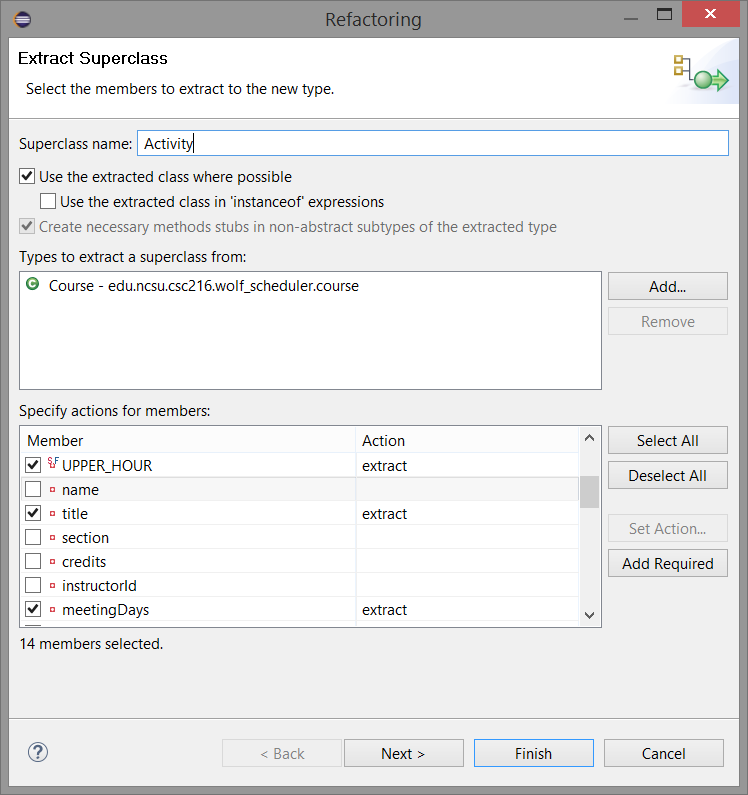 Refactoring
Extract Superclass
Select the members to extract to the new type.
Superclass name: Activity
Use the extracted class where possible
Use the extracted class in 'instanceof' expressions
Create necessary methods stubs in non-abstract subtypes of the extracted type
Types to extract a superclass from:
Course - edu.ncsu.csc216.wolf_scheduler.course
Add...
Remove
Specify actions for members:
Member Action
UPPER_HOUR extract
name
title extract
section
credits
instructorId
meetingDays extract
Select All
Deselect All
Set Action...
Add Required
14 members selected.
< Back Next > Finish Cancel